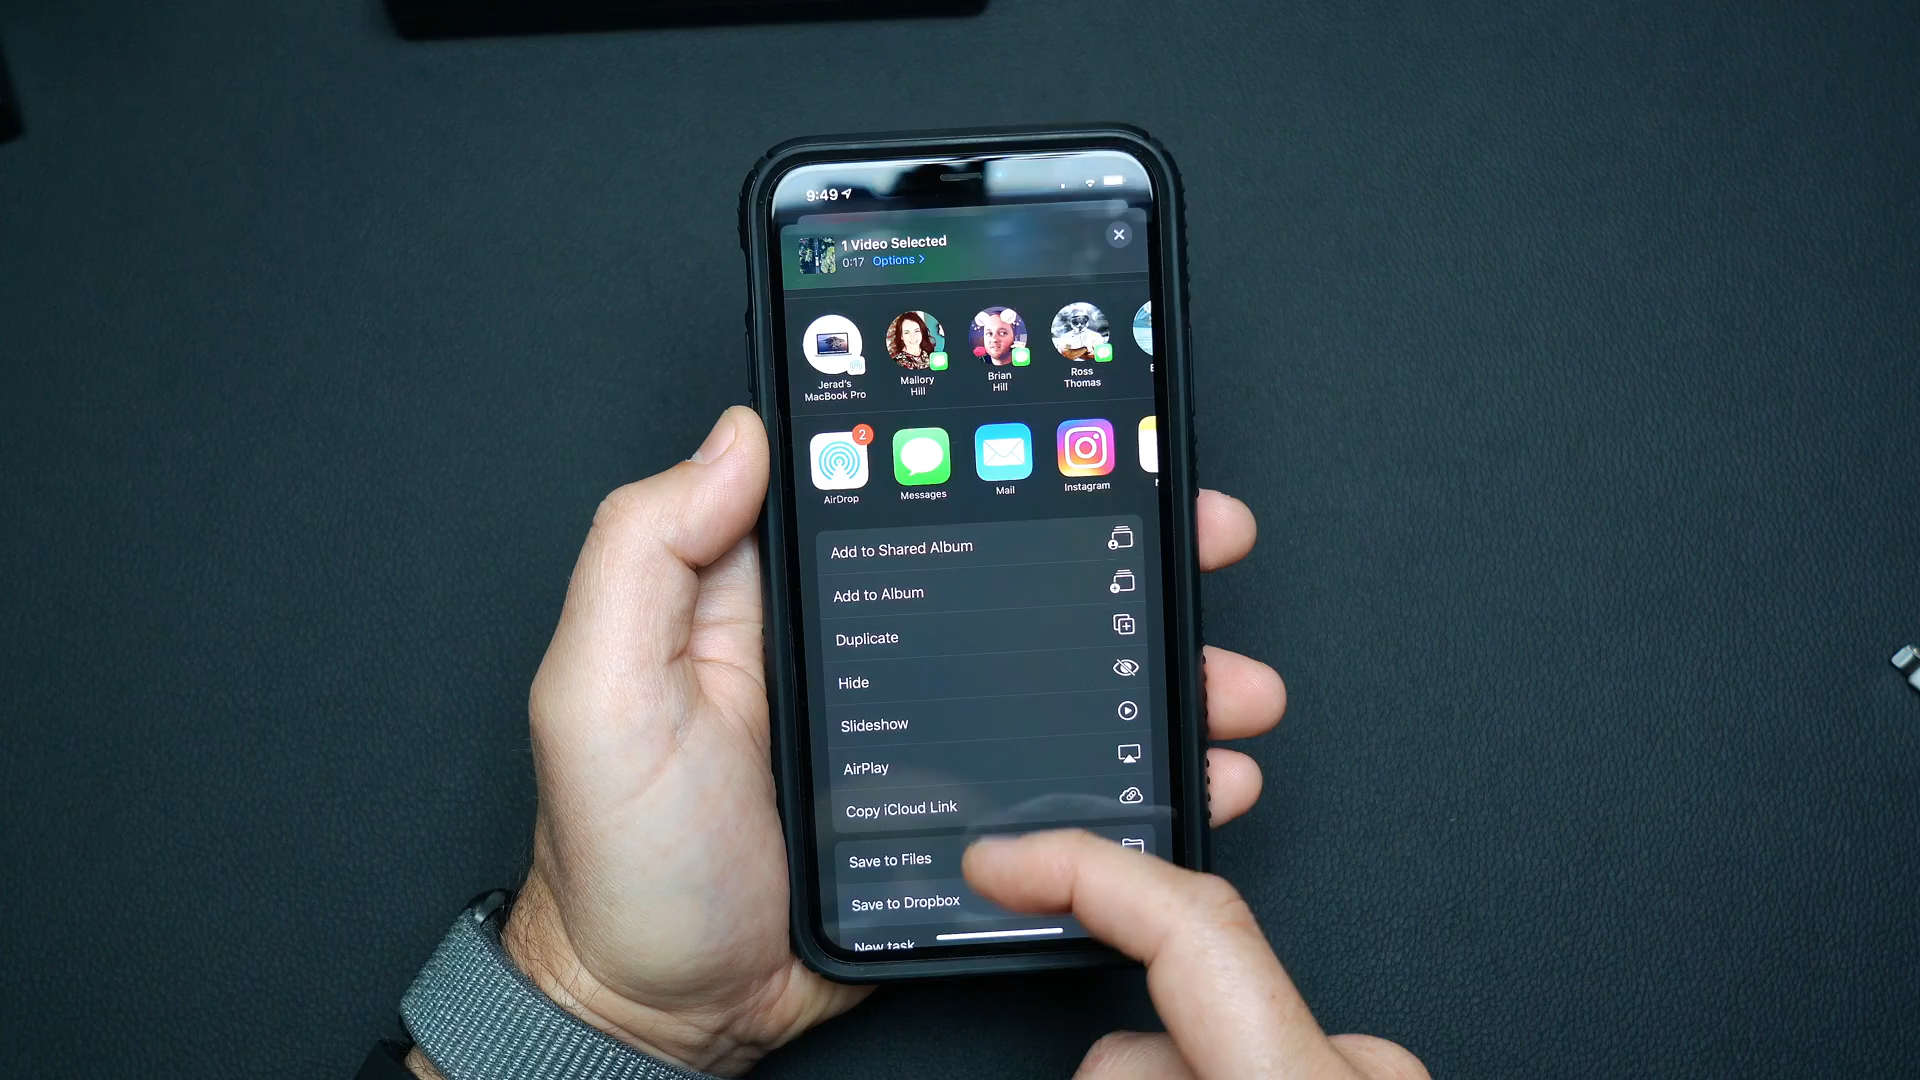 9:49
1 Video Selected
0:17 Options >
Jerad's
MacBook Pro
Mallory
Hill
Brian
Hill
Ross
Thomas
2
AirDrop
Messages
Mail
Instagram
Add to Shared Album
Add to Album
Duplicate
Hide
Slideshow
AirPlay
Copy iCloud Link
Save to Files
Save to Dropbox
New task